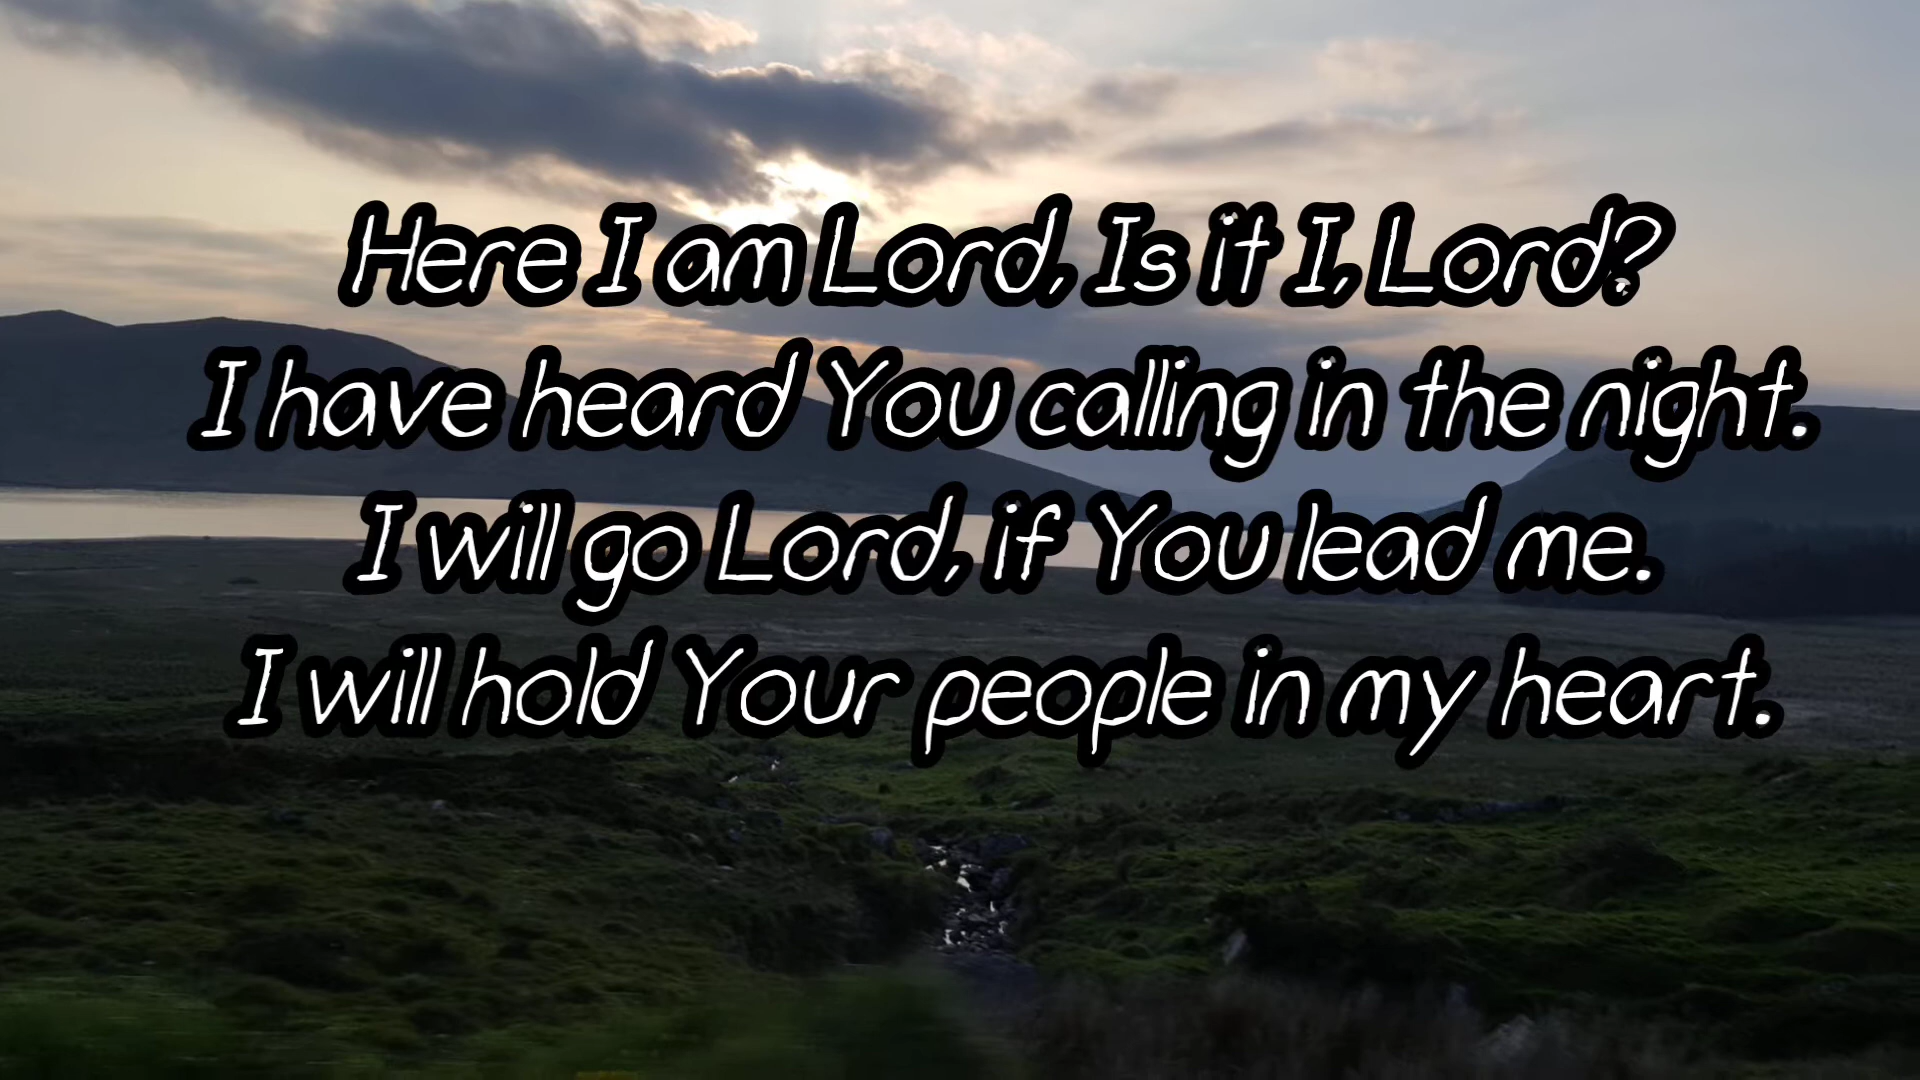 Here I am Lord, Is it I, Lord?
I have heard You calling in the night.
I will go Lord, if You lead me.
I will hold Your people in my heart.